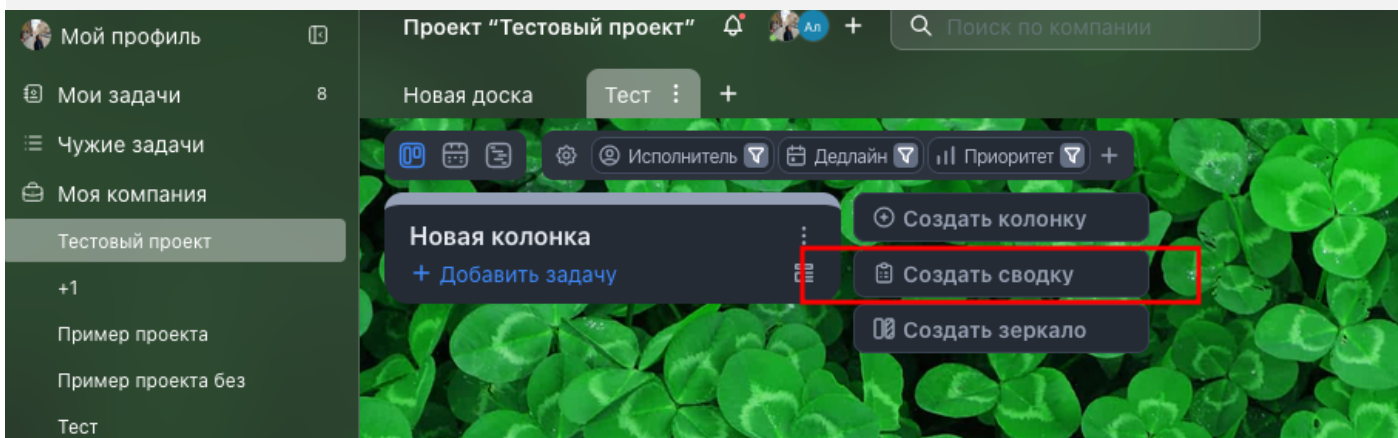 Мой профиль
Проект “Тестовый проект”
Ал
+
Поиск по компании
Мои задачи 8
Новая доска
Тест
+
Чужие задачи
Исполнитель
Дедлайн
Приоритет
+
Моя компания
Тестовый проект
+1
Пример проекта
Пример проекта без
Тест
Новая колонка
+ Добавить задачу
Создать колонку
Создать сводку
Создать зеркало